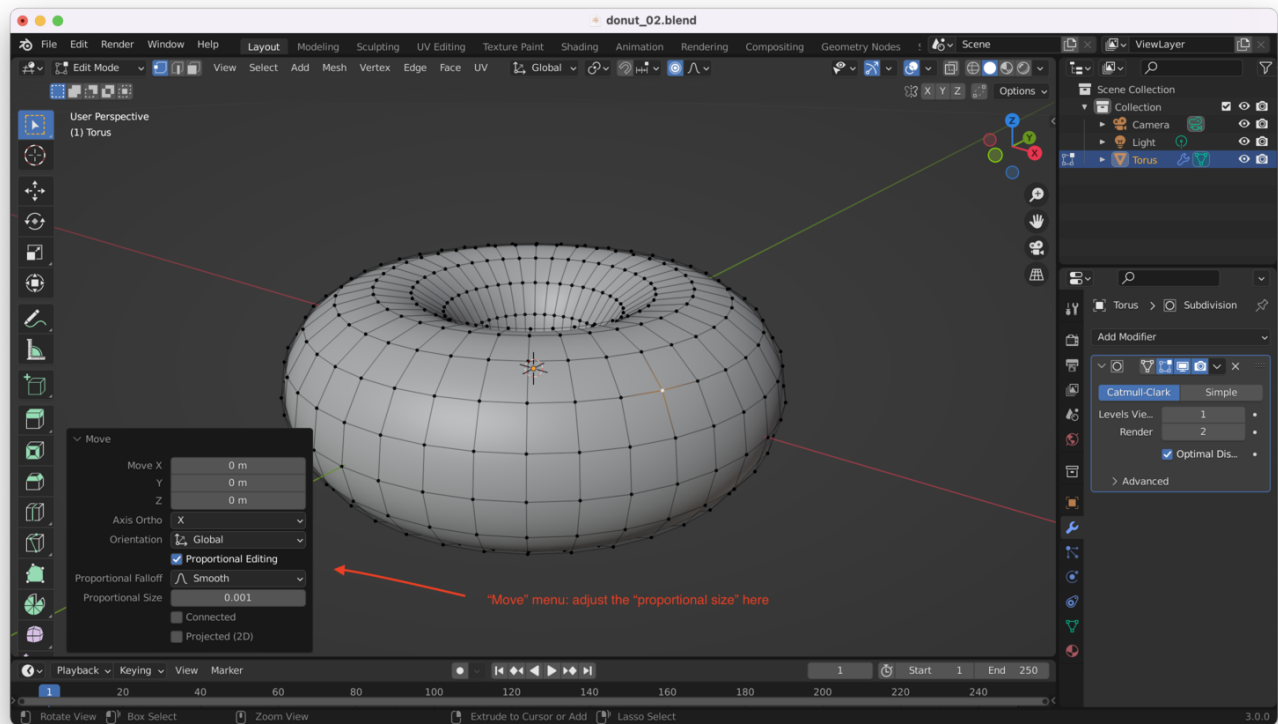 donut_02.blend
File Edit Render Window Help Layout Modeling Sculpting UV Editing Texture Paint Shading Animation Rendering Compositing Geometry Nodes Scene ViewLayer
Edit Mode View Select Add Mesh Vertex Edge Face UV Global
X Y Z Options
User Perspective
(1) Torus
Z
Y
X
Scene Collection
Collection
Camera
Light
Torus
Torus > Subdivision
Add Modifier
Catmull-Clark Simple
Levels Vie... 1
Render 2
Optimal Dis...
> Advanced
Move
Move X 0 m
Y 0 m
Z 0 m
Axis Ortho X
Orientation Global
Proportional Editing
Proportional Falloff Smooth
Proportional Size 0.001
Connected
Projected (2D)
“Move” menu: adjust the “proportional size” here
Playback Keying View Marker 1 Start 1 End 250
1 20 40 60 80 100 120 140 160 180 200 220 240
Rotate View Box Select Zoom View Extrude to Cursor or Add Lasso Select 3.0.0